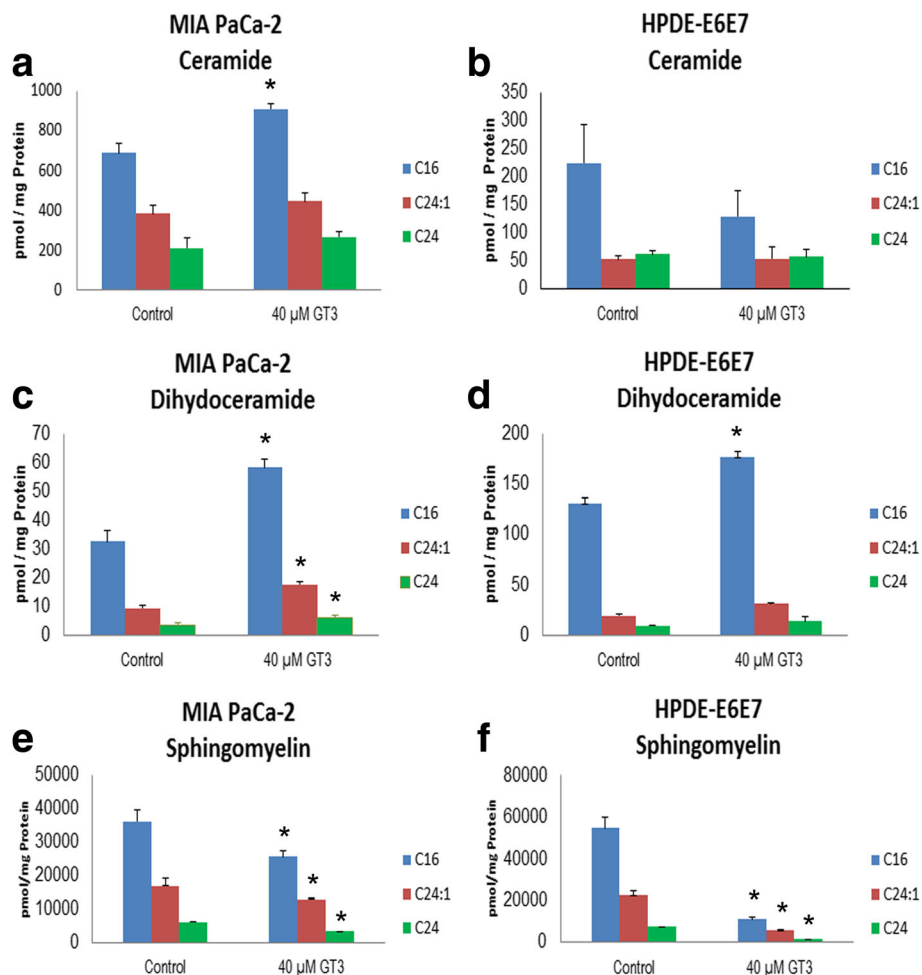 MIA PaCa-2
Ceramide
a
*
1000
800
600
400
200
0
pmol / mg Protein
Control
40 µM GT3
C16
C24:1
C24
HPDE-E6E7
Ceramide
b
350
300
250
200
150
100
50
0
pmol / mg Protein
Control
40 µM GT3
C16
C24:1
C24
MIA PaCa-2
Dihydoceramide
c
70
60
50
40
30
20
10
0
pmol / mg Protein
*
*
*
Control
40 µM GT3
C16
C24:1
C24
HPDE-E6E7
Dihydoceramide
d
200
150
100
50
0
pmol / mg Protein
*
Control
40 µM GT3
C16
C24:1
C24
MIA PaCa-2
Sphingomyelin
e
50000
40000
30000
20000
10000
0
pmol/mg Protein
*
*
*
Control
40 µM GT3
C16
C24:1
C24
HPDE-E6E7
Sphingomyelin
f
80000
60000
40000
20000
0
pmol/mg Protein
* * *
Control
40 µM GT3
C16
C24:1
C24